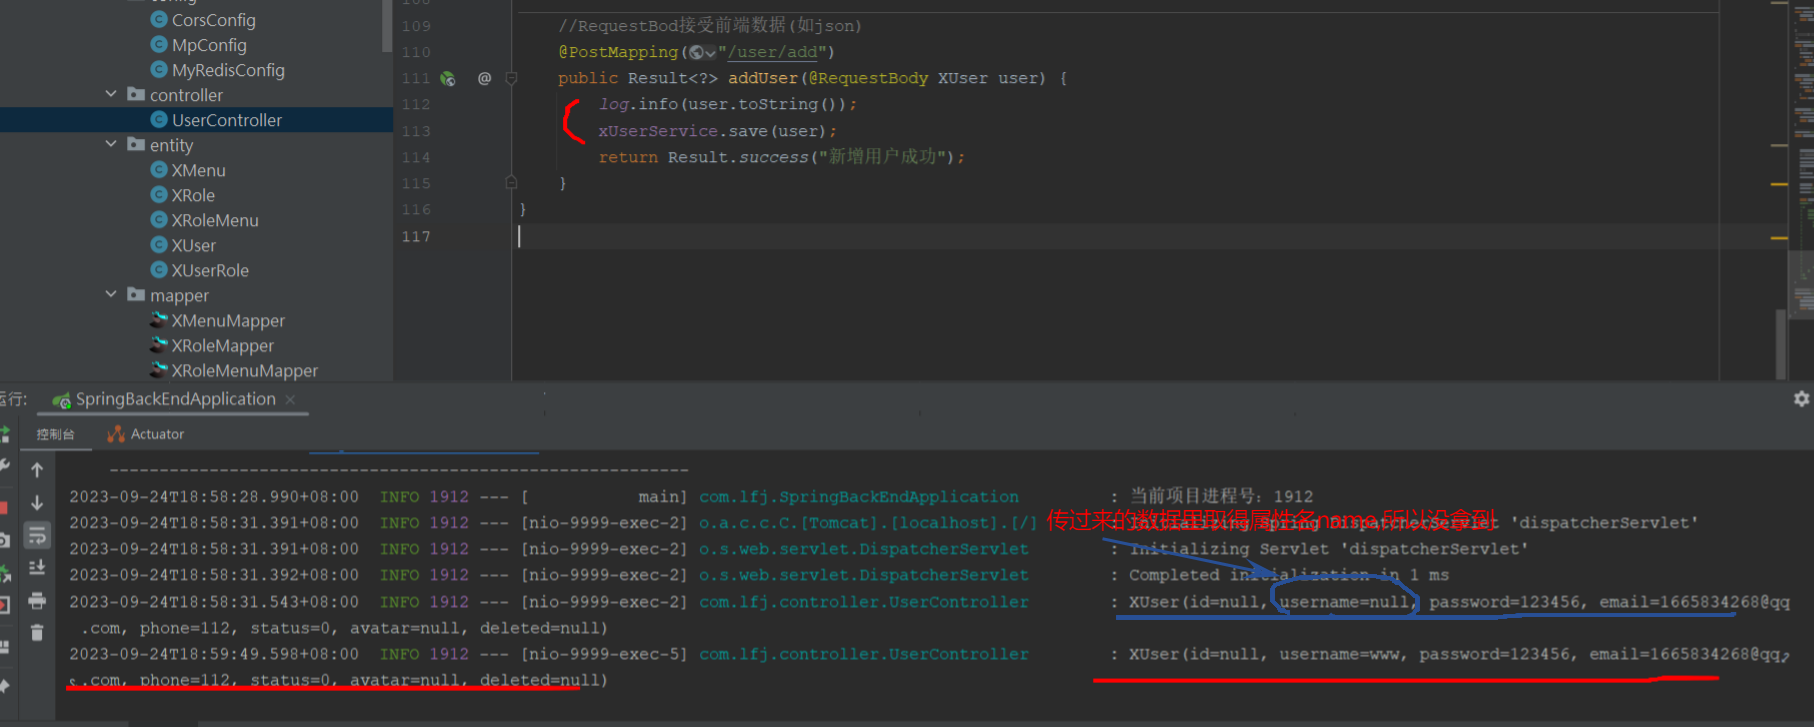 config
CorsConfig
MpConfig
MyRedisConfig
controller
UserController
entity
XMenu
XRole
XRoleMenu
XUser
XUserRole
mapper
XMenuMapper
XRoleMapper
XRoleMenuMapper
108
109 //RequestBod接受前端数据(如json)
110 @PostMapping("/user/add")
111 @ public Result<?> addUser(@RequestBody XUser user) {
112 log.info(user.toString());
113 xUserService.save(user);
114 return Result.success("新增用户成功");
115 }
116 }
117
运行: SpringBackEndApplication ×
控制台 Actuator
----------------------------------------------------------
2023-09-24T18:58:28.990+08:00 INFO 1912 --- [ main] com.lfj.SpringBackEndApplication : 当前项目进程号: 1912
2023-09-24T18:58:31.391+08:00 INFO 1912 --- [nio-9999-exec-2] o.a.c.c.C.[Tomcat].[localhost].[/] : Initializing Spring DispatcherServlet 'dispatcherServlet'
传过来的数据里取得属性名name,所以没拿到
2023-09-24T18:58:31.391+08:00 INFO 1912 --- [nio-9999-exec-2] o.s.web.servlet.DispatcherServlet : Initializing Servlet 'dispatcherServlet'
2023-09-24T18:58:31.392+08:00 INFO 1912 --- [nio-9999-exec-2] o.s.web.servlet.DispatcherServlet : Completed initialization in 1 ms
2023-09-24T18:58:31.543+08:00 INFO 1912 --- [nio-9999-exec-2] com.lfj.controller.UserController : XUser(id=null, username=null, password=123456, email=1665834268@qq
.com, phone=112, status=0, avatar=null, deleted=null)
2023-09-24T18:59:49.598+08:00 INFO 1912 --- [nio-9999-exec-5] com.lfj.controller.UserController : XUser(id=null, username=www, password=123456, email=1665834268@qq
.com, phone=112, status=0, avatar=null, deleted=null)